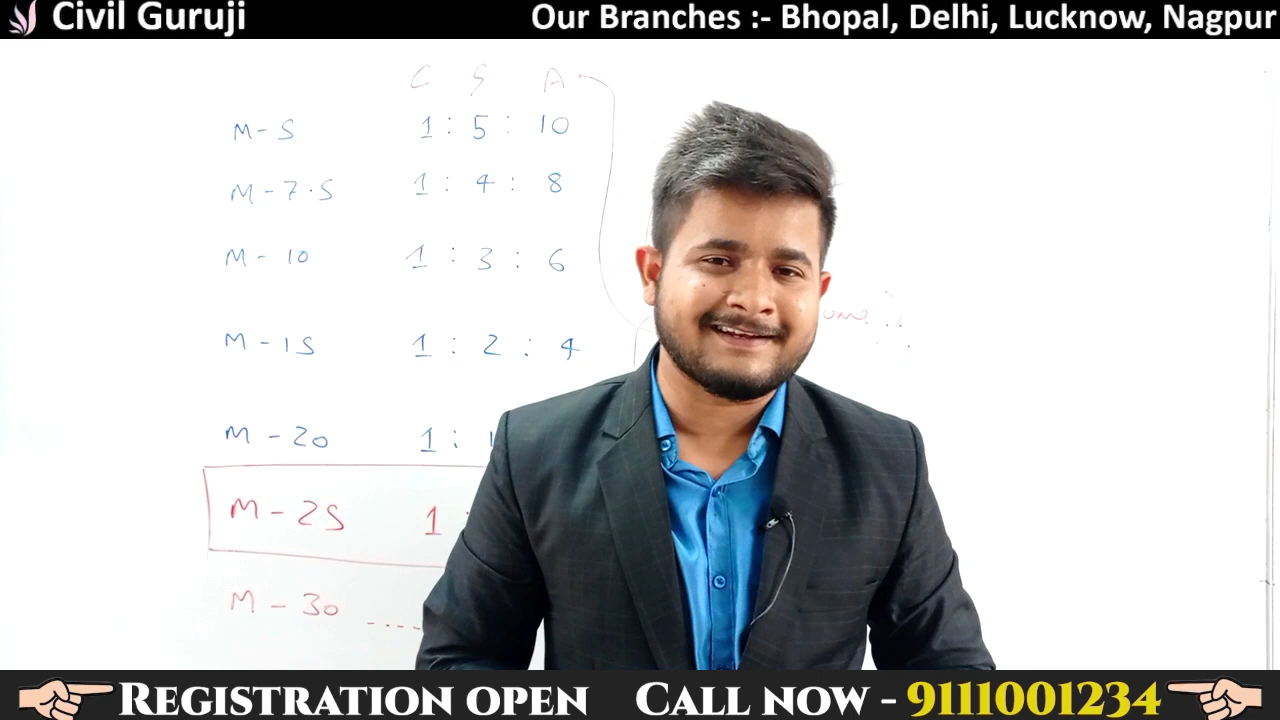 Civil Guruji
Our Branches :- Bhopal, Delhi, Lucknow, Nagpur
C S A
M-5 1 : 5 : 10
M-7.5 1 : 4 : 8
M-10 1 : 3 : 6
M-15 1 : 2 : 4
M-20 1 : 1
M-25 1 :
M-30 ....
REGISTRATION OPEN CALL NOW - 9111001234